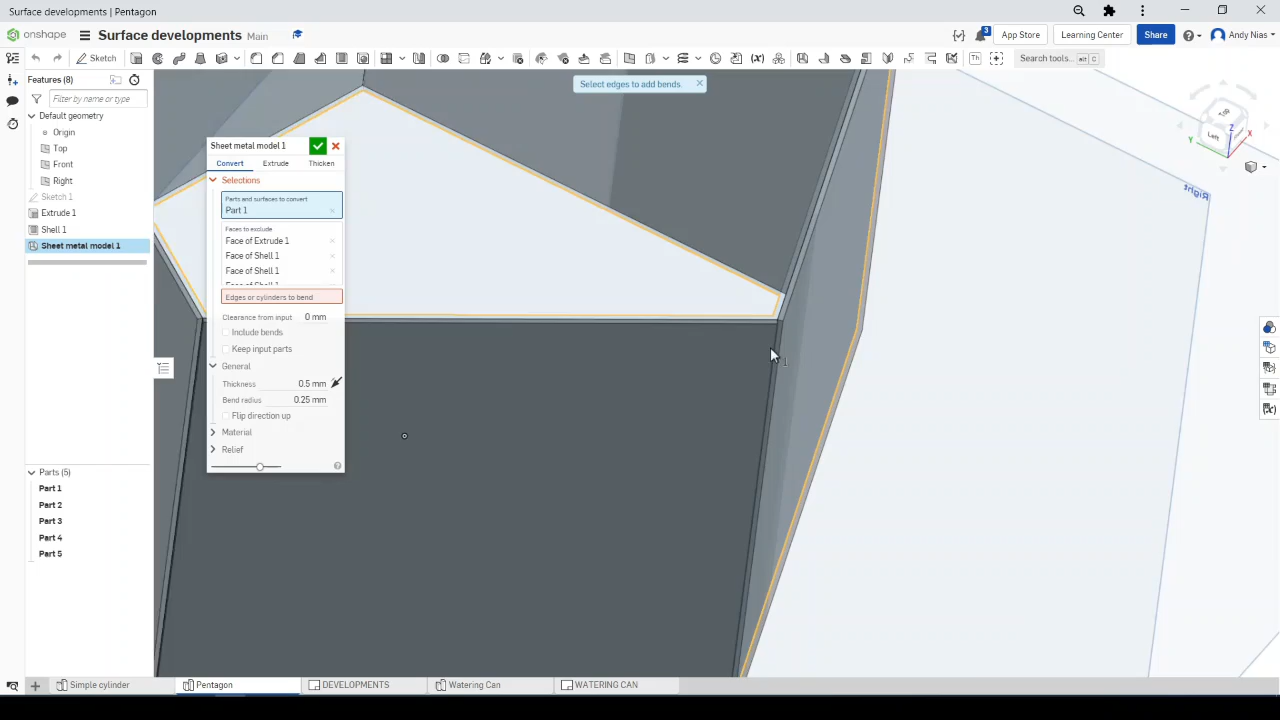 Surface developments | Pentagon
onshape
Surface developments
Main
3
App Store
Learning Center
Share
Andy Nias
Sketch
Search tools...
alt C
Features (8)
Filter by name or type
Default geometry
Origin
Top
Front
Right
Sketch 1
Extrude 1
Shell 1
Sheet metal model 1
Select edges to add bends
Sheet metal model 1
Convert
Extrude
Thicken
Selections
Parts and surfaces to convert
Part 1
Faces to exclude
Face of Extrude 1
Face of Shell 1
Face of Shell 1
Edges or cylinders to bend
Clearance from input 0 mm
Include bends
Keep input parts
General
Thickness 0.5 mm
Bend radius 0.25 mm
Flip direction up
Material
Relief
Top
Left
Z
Y
X
Right
Parts (5)
Part 1
Part 2
Part 3
Part 4
Part 5
Simple cylinder
Pentagon
DEVELOPMENTS
Watering Can
WATERING CAN